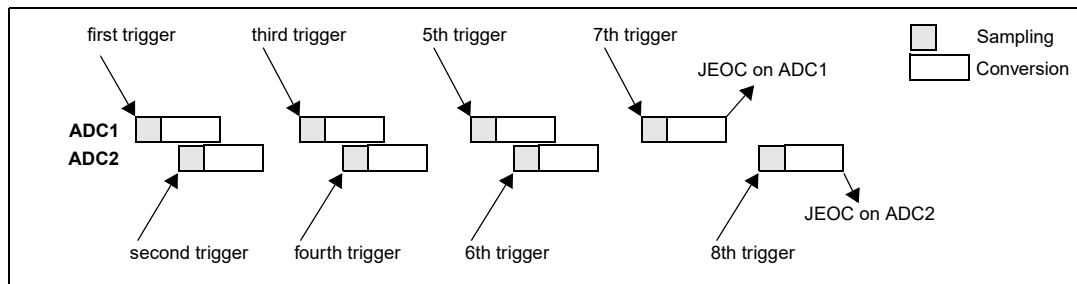 first trigger
third trigger
5th trigger
7th trigger
Sampling
Conversion
JEOC on ADC1
ADC1
ADC2
JEOC on ADC2
second trigger
fourth trigger
6th trigger
8th trigger